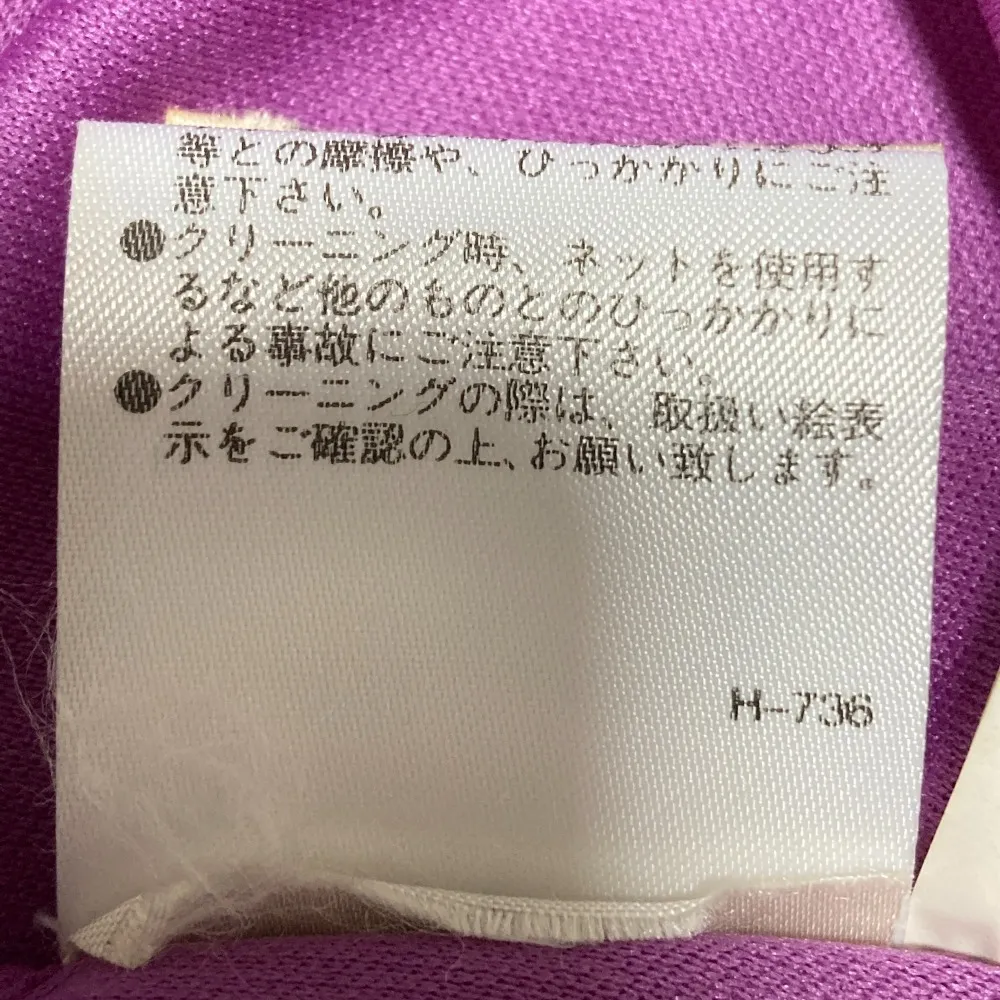 等との摩擦や、ひっかかりにご注
意下さい。
●クリーニング時、ネットを使用す
るなど他のものとのひっかかりに
よる事故にご注意下さい。
●クリーニングの際は、取扱い絵表
示をご確認の上、お願い致します。
H-736